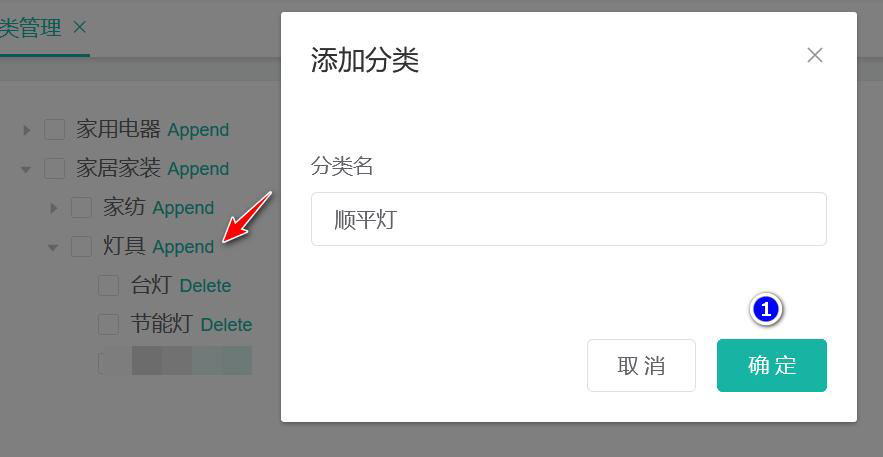 类管理
添加分类
家用电器 Append
家居家装 Append
家纺 Append
灯具 Append
台灯 Delete
节能灯 Delete
分类名
顺平灯
1
取消
确定